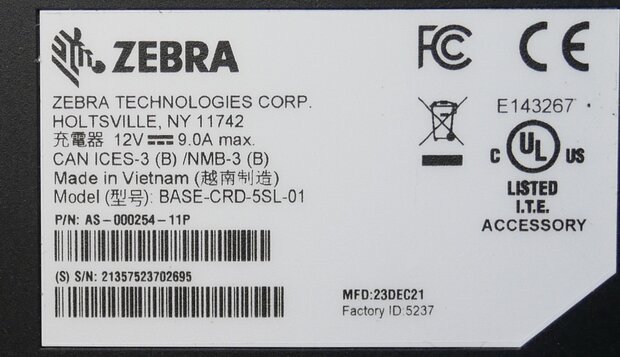 ZEBRA
ZEBRA TECHNOLOGIES CORP.
HOLTSVILLE, NY 11742
充電器 12V⎓9.0A max.
CAN ICES-3 (B) /NMB-3 (B)
Made in Vietnam (越南制造)
Model (型号): BASE-CRD-5SL-01
P/N: AS-000254-11P
(S) S/N: 21357523702695
MFD:23DEC21
Factory ID:5237
FC CE
E143267
C UL US
LISTED
I.T.E.
ACCESSORY